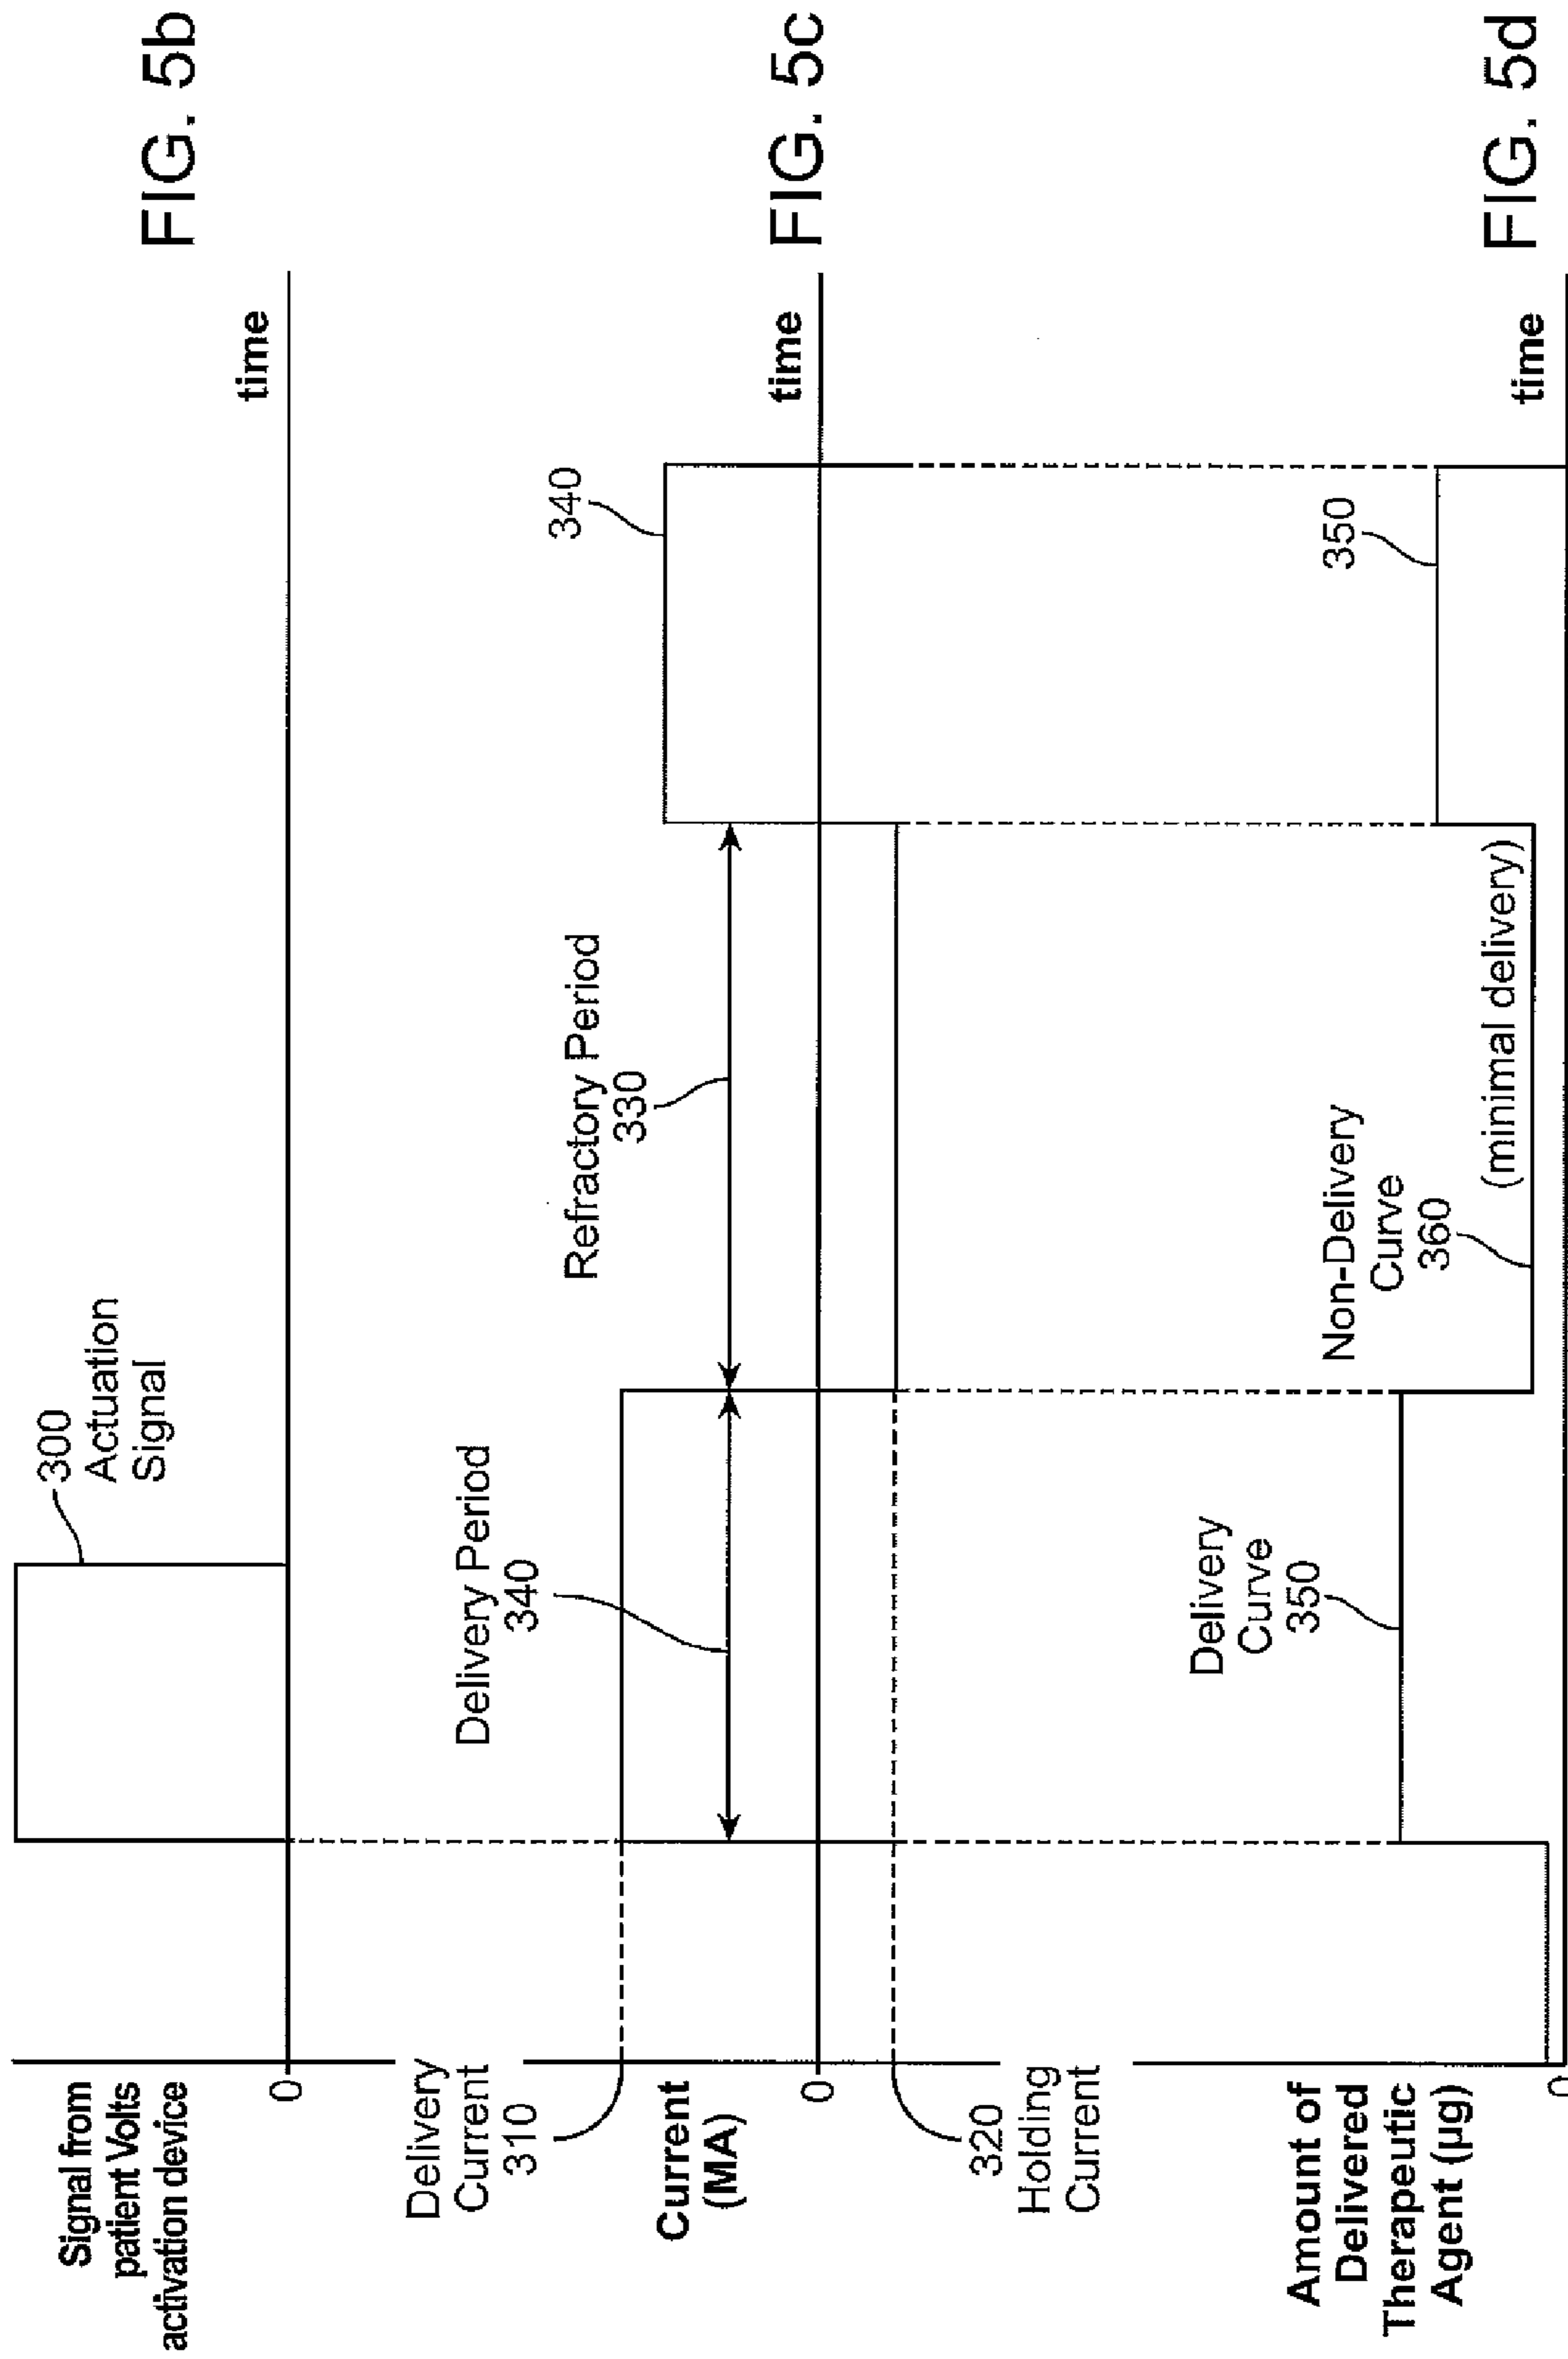 Signal from
patient Volts
activation device
0
300
Actuation
Signal
time
FIG. 5b
Delivery
Current
310
Current
(MA)
0
320
Holding
Current
Delivery Period
340
Refractory Period
330
340
time
FIG. 5c
Amount of
Delivered
Therapeutic
Agent (µg)
0
Delivery
Curve
350
Non-Delivery
Curve
360
(minimal delivery)
350
time
FIG. 5d